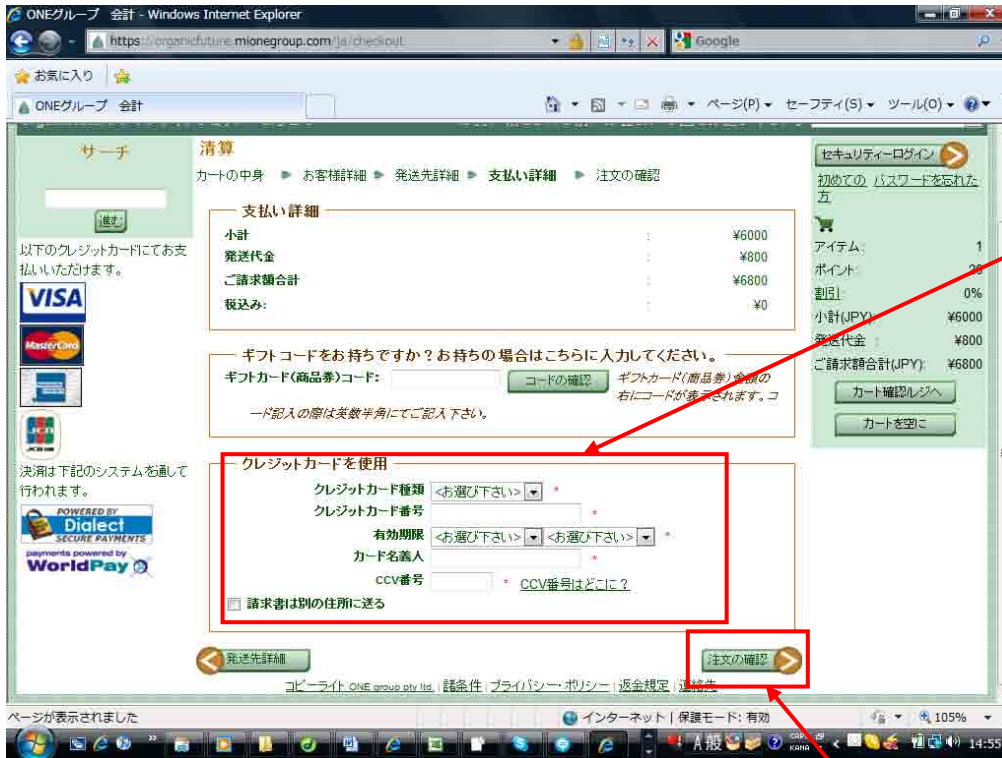 ONEグループ 会計 - Windows Internet Explorer
https://organicfuture.mionegroup.com/ja/checkout
Google
お気に入り
ONEグループ 会計
ページ(P) セーフティ(S) ツール(O)
サーチ
進む
以下のクレジットカードにてお支
払いいただけます。
VISA
MasterCard
JCB
決済は下記のシステムを通して
行われます。
POWERED BY
Dialect
SECURE PAYMENTS
payments powered by
WorldPay
清算
カートの中身 お客様詳細 発送先詳細 支払い詳細 注文の確認
支払い詳細
小計 : ¥6000
発送代金 : ¥800
ご請求額合計 : ¥6800
税込み: : ¥0
ギフトコードをお持ちですか？お持ちの場合はこちらに入力してください。
ギフトカード(商品券)コード: コードの確認 ギフトカード(商品券)金額の
右にコードが表示されます。コ
ード記入の際は英数半角にてご記入下さい。
クレジットカードを使用
クレジットカード種類 <お選び下さい> *
クレジットカード番号 *
有効期限 <お選び下さい> <お選び下さい> *
カード名義人 *
CCV番号 * CCV番号はどこに？
請求書は別の住所に送る
発送先詳細
注文の確認
コピーライト ONE group pty ltd. | 諸条件 | プライバシー・ポリシー | 返金規定 | 連絡先
セキュリティーログイン
初めての パスワードを忘れた
方
アイテム: 1
ポイント:
割引: 0%
小計(JPY): ¥6000
発送代金 : ¥800
ご請求額合計(JPY): ¥6800
カート確認/レジへ
カートを空に
ページが表示されました
インターネット | 保護モード: 有効
105%
A 般
CAPS
KANA
14:55